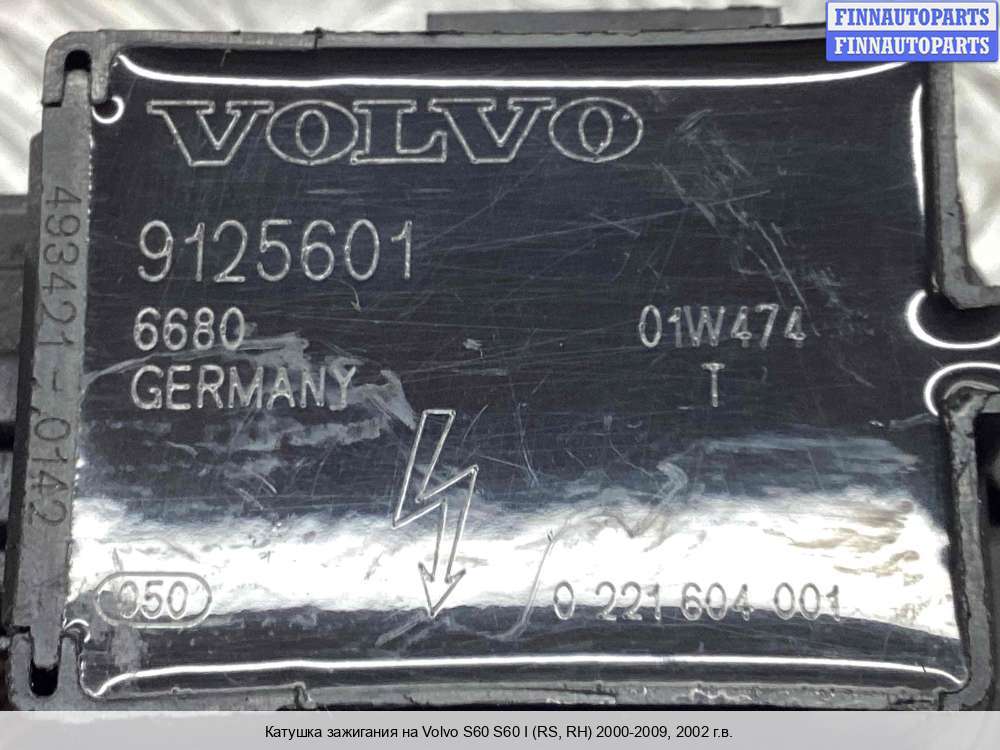 FINNAUTOPARTS
FINNAUTOPARTS
VOLVO
9125601
6680
01W474
GERMANY
T
493421-0142
050
0 221 604 001
Катушка зажигания на Volvo S60 S60 I (RS, RH) 2000-2009, 2002 г.в.